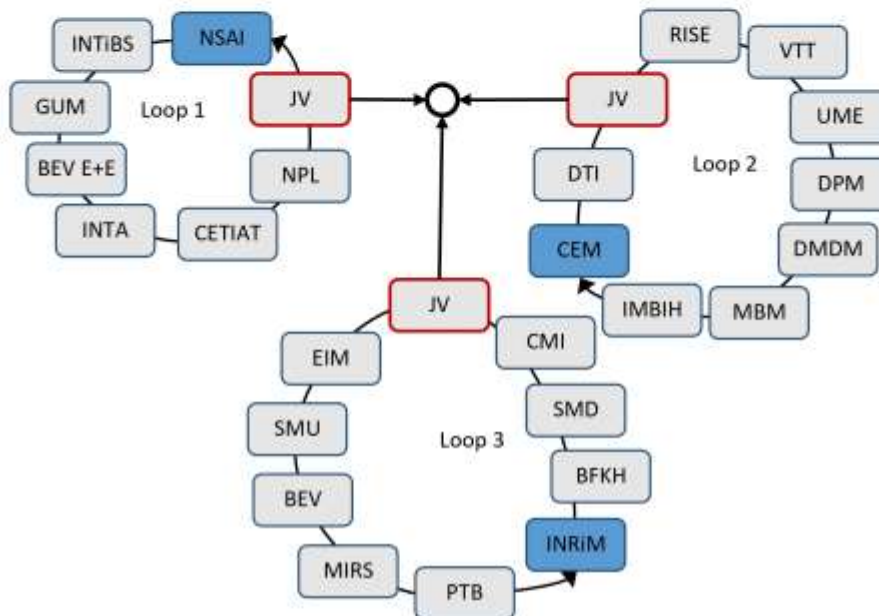 INTiBS
NSAI
GUM
Loop 1
JV
BEV E+E
NPL
INTA
CETIAT
RISE
VTT
JV
UME
DTI
Loop 2
DPM
CEM
DMDM
IMBIH
MBM
JV
EIM
CMI
SMU
SMD
Loop 3
BEV
BFKH
MIRS
INRiM
PTB